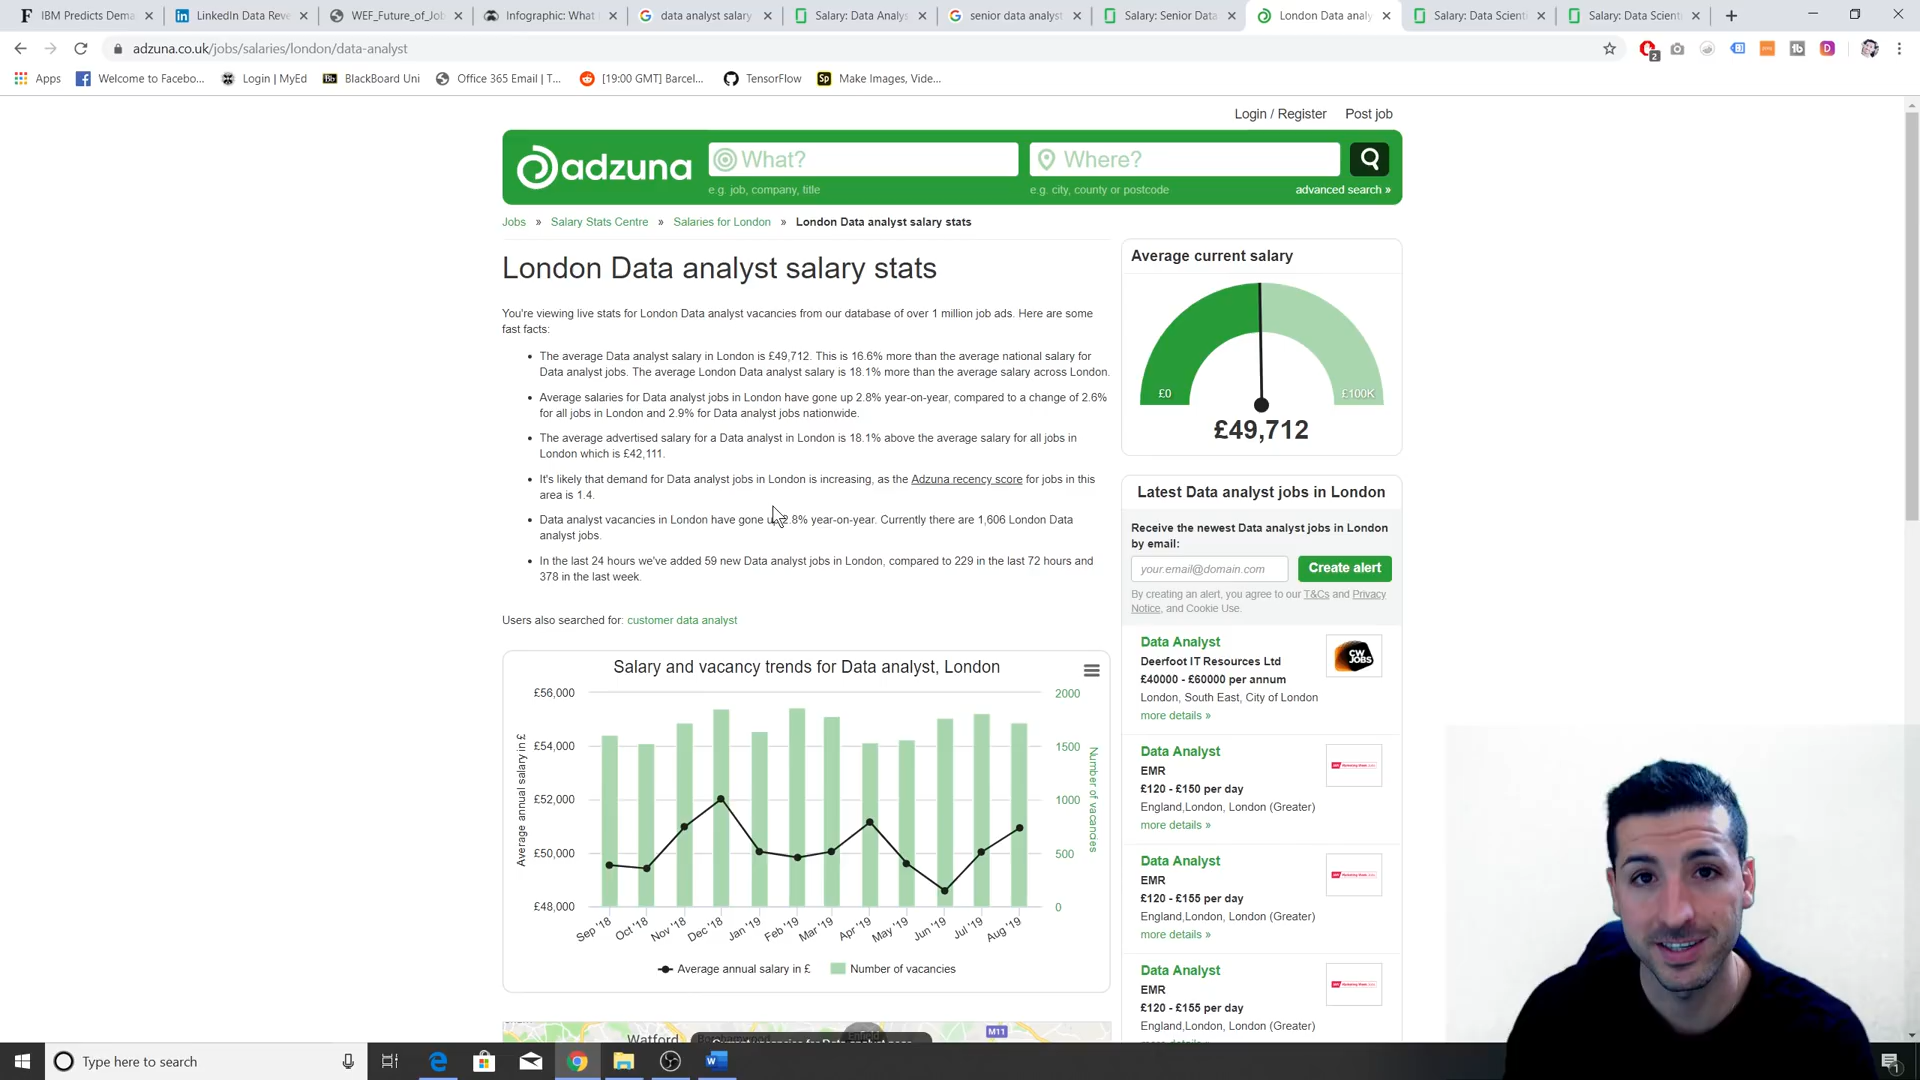 IBM Predicts Dema
LinkedIn Data Reve
WEF_Future_of_Jo
Infographic: What
data analyst salary
Salary: Data Analys
senior data analyst
Salary: Senior Data
London Data analy
Salary: Data Scient
Salary: Data Scient
adzuna.co.uk/jobs/salaries/london/data-analyst
2
Apps
Welcome to Facebo...
Login | MyEd
BlackBoard Uni
Office 365 Email | T...
[19:00 GMT] Barcel...
TensorFlow
Make Images, Vide...
Login / Register Post job
adzuna
What?
Where?
e.g. job, company, title
e.g. city, county or postcode
advanced search »
Jobs » Salary Stats Centre » Salaries for London » London Data analyst salary stats
London Data analyst salary stats
You're viewing live stats for London Data analyst vacancies from our database of over 1 million job ads. Here are some
fast facts:
• The average Data analyst salary in London is £49,712. This is 16.6% more than the average national salary for
Data analyst jobs. The average London Data analyst salary is 18.1% more than the average salary across London.
• Average salaries for Data analyst jobs in London have gone up 2.8% year-on-year, compared to a change of 2.6%
for all jobs in London and 2.9% for Data analyst jobs nationwide.
• The average advertised salary for a Data analyst in London is 18.1% above the average salary for all jobs in
London which is £42,111.
• It's likely that demand for Data analyst jobs in London is increasing, as the Adzuna recency score for jobs in this
area is 1.4.
• Data analyst vacancies in London have gone 2.8% year-on-year. Currently there are 1,606 London Data
analyst jobs.
• In the last 24 hours we've added 59 new Data analyst jobs in London, compared to 229 in the last 72 hours and
378 in the last week.
Users also searched for: customer data analyst
Salary and vacancy trends for Data analyst, London
Average annual salary in £
£56,000
£54,000
£52,000
£50,000
£48,000
2000
1500
1000
500
0
Number of vacancies
Sep '18
Oct '18
Nov '18
Dec '18
Jan '19
Feb '19
Mar '19
Apr '19
May '19
Jun '19
Jul '19
Aug '19
Average annual salary in £
Number of vacancies
Watford
M11
Average current salary
£0
£100K
£49,712
Latest Data analyst jobs in London
Receive the newest Data analyst jobs in London
by email:
your.email@domain.com
Create alert
By creating an alert, you agree to our T&Cs and Privacy
Notice, and Cookie Use.
Data Analyst
Deerfoot IT Resources Ltd
£40000 - £60000 per annum
London, South East, City of London
more details »
CW
JOBS
Data Analyst
EMR
£120 - £150 per day
England,London, London (Greater)
more details »
Data Analyst
EMR
£120 - £155 per day
England,London, London (Greater)
more details »
Data Analyst
EMR
£120 - £155 per day
England,London, London (Greater)
Type here to search
1